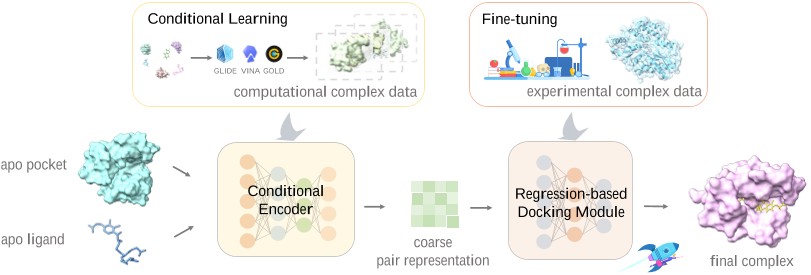 Conditional Learning
GLIDE VINA GOLD
computational complex data
Fine-tuning
experimental complex data
apo pocket
apo ligand
Conditional
Encoder
coarse
pair representation
Regression-based
Docking Module
final complex